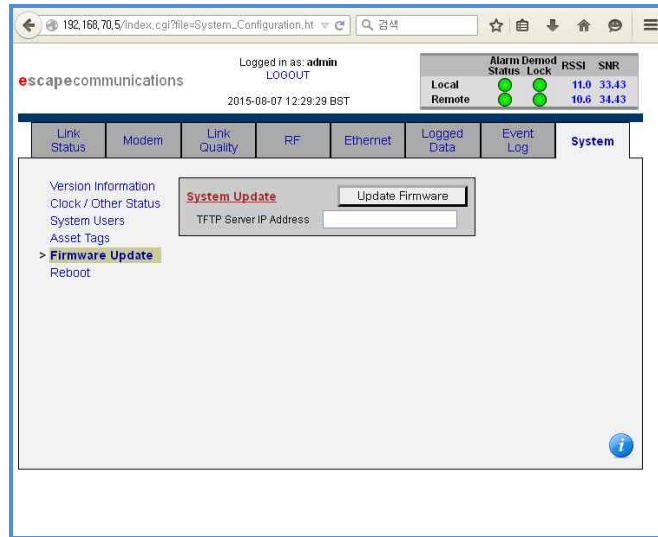 192,168,70,5/index,cgi?file=System_Configuration,ht
검색
escapecommunications
Logged in as: admin
LOGOUT
2015-08-07 12:29:29 BST
Alarm Status Demod Lock RSSI SNR
Local 11.0 33.43
Remote 10.6 34.43
Link Status
Modem
Link Quality
RF
Ethernet
Logged Data
Event Log
System
Version Information
Clock / Other Status
System Users
Asset Tags
> Firmware Update
Reboot
System Update
Update Firmware
TFTP Server IP Address
i